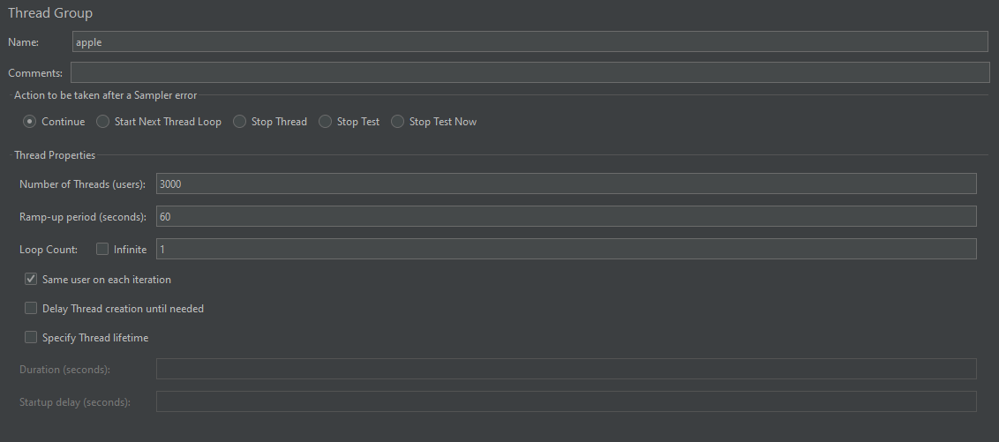 Thread Group
Name: apple
Comments:
Action to be taken after a Sampler error
Continue Start Next Thread Loop Stop Thread Stop Test Stop Test Now
Thread Properties
Number of Threads (users): 3000
Ramp-up period (seconds): 60
Loop Count: Infinite 1
Same user on each iteration
Delay Thread creation until needed
Specify Thread lifetime
Duration (seconds):
Startup delay (seconds):